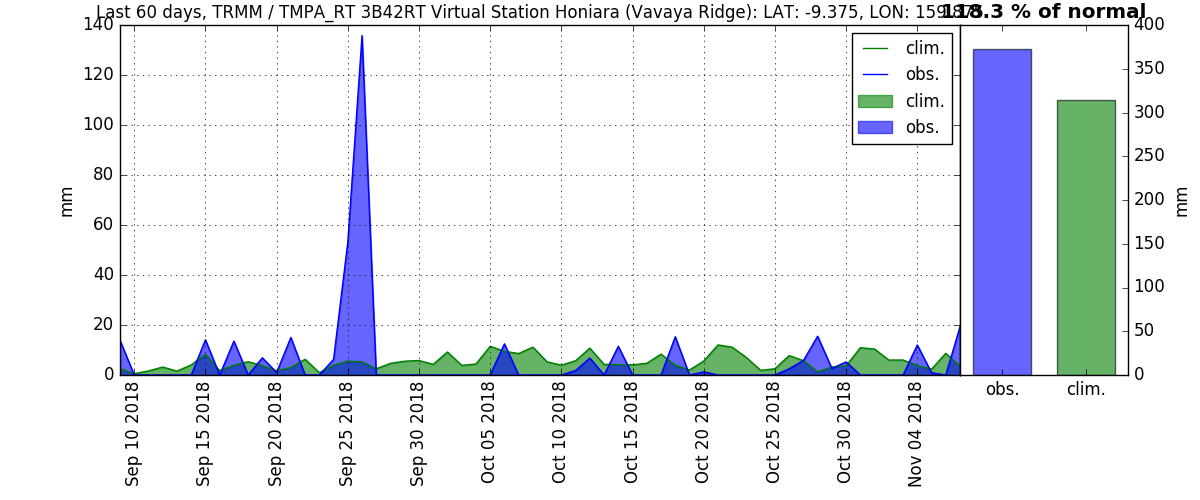 Last 60 days, TRMM / TMPA_RT 3B42RT Virtual Station Honiara (Vavaya Ridge): LAT: -9.375, LON:
118.3 % of normal
140
120
100
80
60
40
20
0
mm
clim.
obs.
clim.
obs.
Sep 10 2018
Sep 15 2018
Sep 20 2018
Sep 25 2018
Sep 30 2018
Oct 05 2018
Oct 10 2018
Oct 15 2018
Oct 20 2018
Oct 25 2018
Oct 30 2018
Nov 04 2018
400
350
300
250
200
150
100
50
0
mm
obs.
clim.